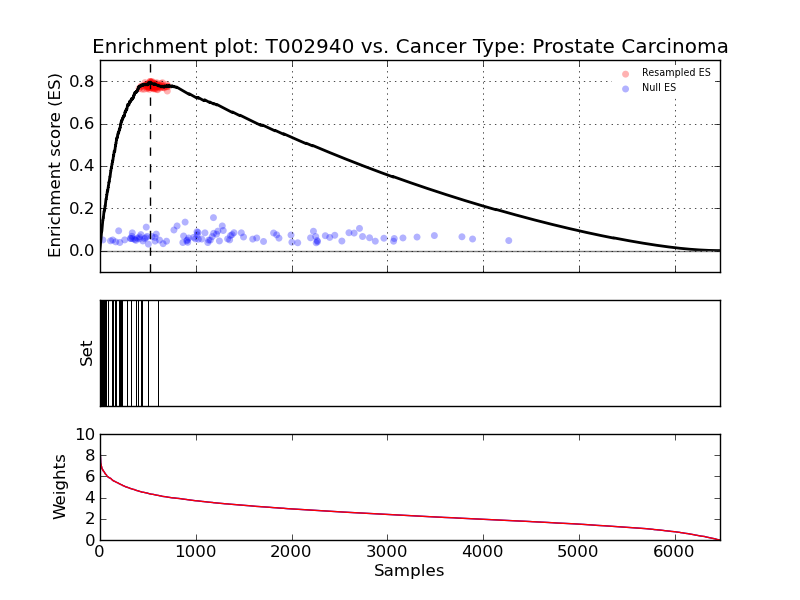 Enrichment plot: T002940 vs. Cancer Type: Prostate Carcinoma
Enrichment score (ES)
0.8
0.6
0.4
0.2
0.0
Resampled ES
Null ES
Set
Weights
10
8
6
4
2
0
0 1000 2000 3000 4000 5000 6000
Samples